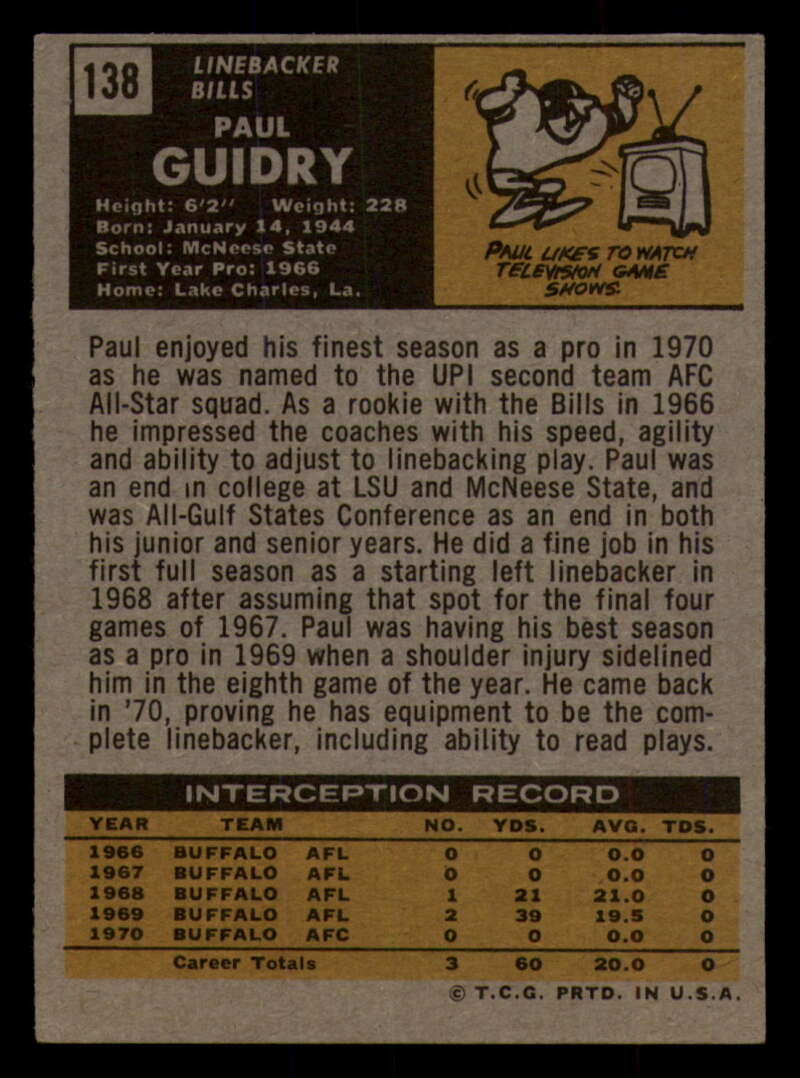 138
LINEBACKER
BILLS
PAUL
GUIDRY
Height: 6'2" Weight: 228
Born: January 14, 1944
School: McNeese State
First Year Pro: 1966
Home: Lake Charles, La.
PAUL LIKES TO WATCH
TELEVISION GAME
SHOWS.
Paul enjoyed his finest season as a pro in 1970
as he was named to the UPI second team AFC
All-Star squad. As a rookie with the Bills in 1966
he impressed the coaches with his speed, agility
and ability to adjust to linebacking play. Paul was
an end in college at LSU and McNeese State, and
was All-Gulf States Conference as an end in both
his junior and senior years. He did a fine job in his
first full season as a starting left linebacker in
1968 after assuming that spot for the final four
games of 1967. Paul was having his best season
as a pro in 1969 when a shoulder injury sidelined
him in the eighth game of the year. He came back
in '70, proving he has equipment to be the com-
plete linebacker, including ability to read plays.
INTERCEPTION RECORD
YEAR TEAM NO. YDS. AVG. TDS.
1966 BUFFALO AFL 0 0 0.0 0
1967 BUFFALO AFL 0 0 0.0 0
1968 BUFFALO AFL 1 21 21.0 0
1969 BUFFALO AFL 2 39 19.5 0
1970 BUFFALO AFC 0 0 0.0 0
Career Totals 3 60 20.0 0
© T.C.G. PRTD. IN U.S.A.